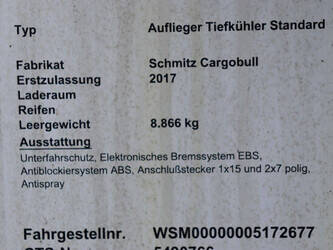 Typ Auflieger Tiefkühler Standard
Fabrikat Schmitz Cargobull
Erstzulassung 2017
Laderaum
Reifen
Leergewicht 8.866 kg
Ausstattung
Unterfahrschutz, Elektronisches Bremssystem EBS,
Antiblockiersystem ABS, Anschlußstecker 1x15 und 2x7 polig,
Antispray
Fahrgestellnr. WSM00000005172677